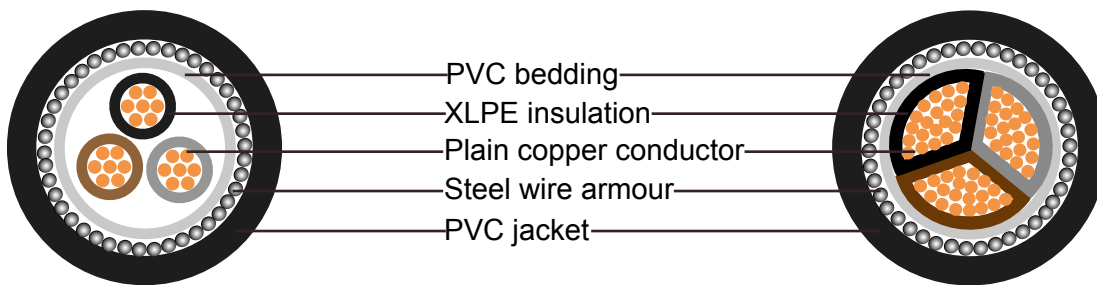 PVC bedding
XLPE insulation
Plain copper conductor
Steel wire armour
PVC jacket